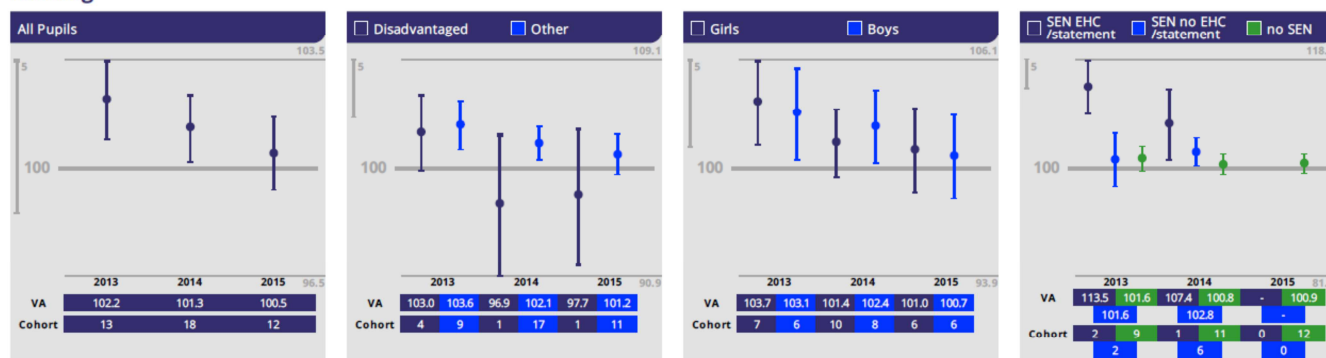 All Pupils
103.5
5
100
2013 2014 2015
96.5
VA 102.2 101.3 100.5
Cohort 13 18 12
Disadvantaged Other
109.1
5
100
2013 2014 2015
90.9
VA 103.0 103.6 96.9 102.1 97.7 101.2
Cohort 4 9 1 17 1 11
Girls Boys
106.1
5
100
2013 2014 2015
93.9
VA 103.7 103.1 101.4 102.4 101.0 100.7
Cohort 7 6 10 8 6 6
SEN EHC SEN no EHC no SEN
/statement /statement
118.
5
100
2013 2014 2015
81.
VA 113.5 101.6 107.4 100.8 - 100.9
101.6 102.8 -
Cohort 2 9 1 11 0 12
2 6 0